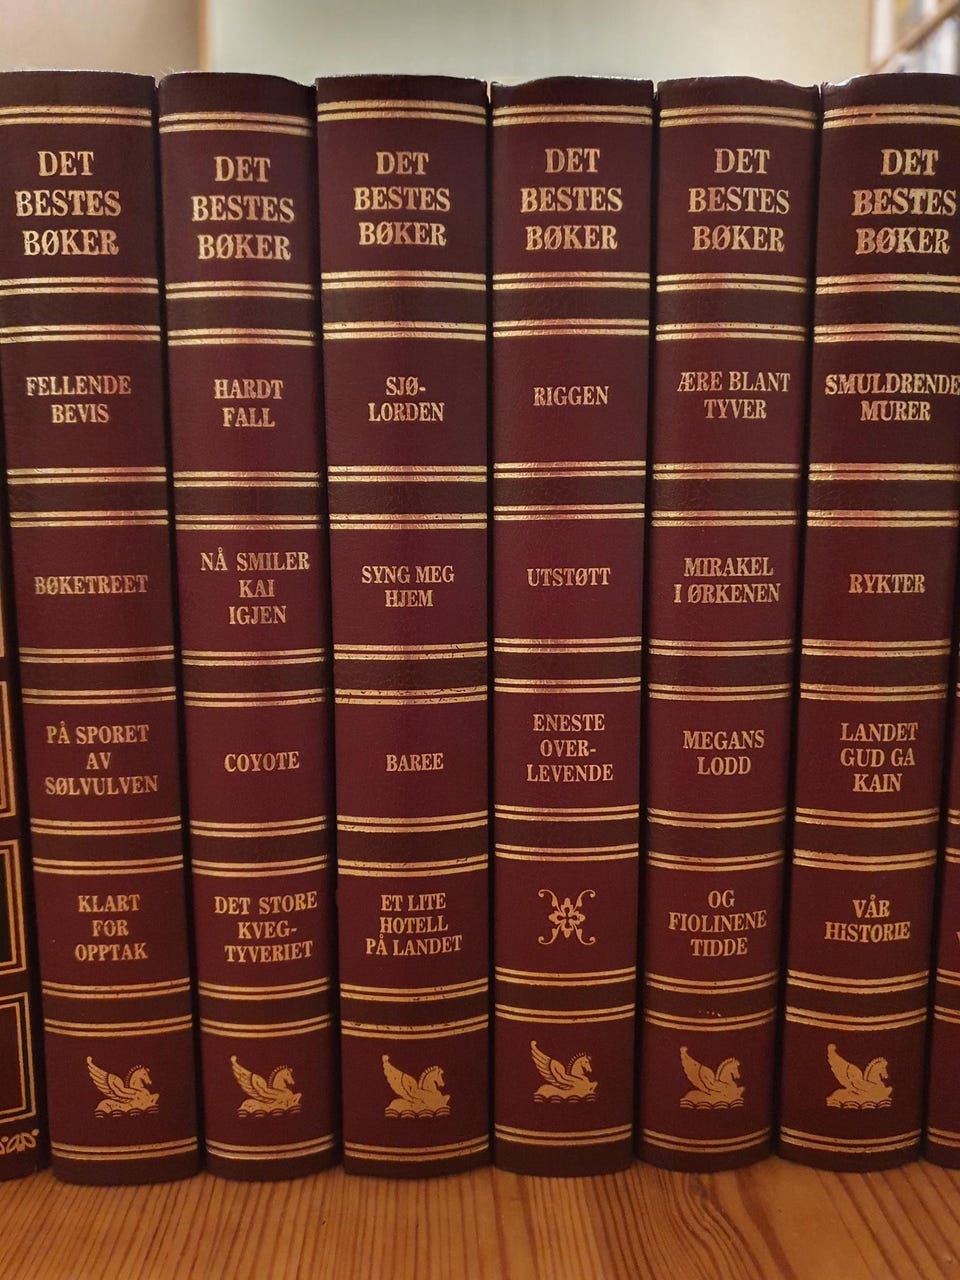 DET
BESTES
BØKER
FELLENDE
BEVIS
BØKETREET
PÅ SPORET
AV
SØLVULVEN
KLART
FOR
OPPTAK
DET
BESTES
BØKER
HARDT
FALL
NÅ SMILER
KAI
IGJEN
COYOTE
DET STORE
KVEG-
TYVERIET
DET
BESTES
BØKER
SJØ-
LORDEN
SYNG MEG
HJEM
BAREE
ET LITE
HOTELL
PÅ LANDET
DET
BESTES
BØKER
RIGGEN
UTSTØTT
ENESTE
OVER-
LEVENDE
DET
BESTES
BØKER
ÆRE BLANT
TYVER
MIRAKEL
I ØRKENEN
MEGANS
LODD
OG
FIOLINENE
TIDDE
DET
BESTES
BØKER
SMULDRENDE
MURER
RYKTER
LANDET
GUD GA
KAIN
VÅR
HISTORIE